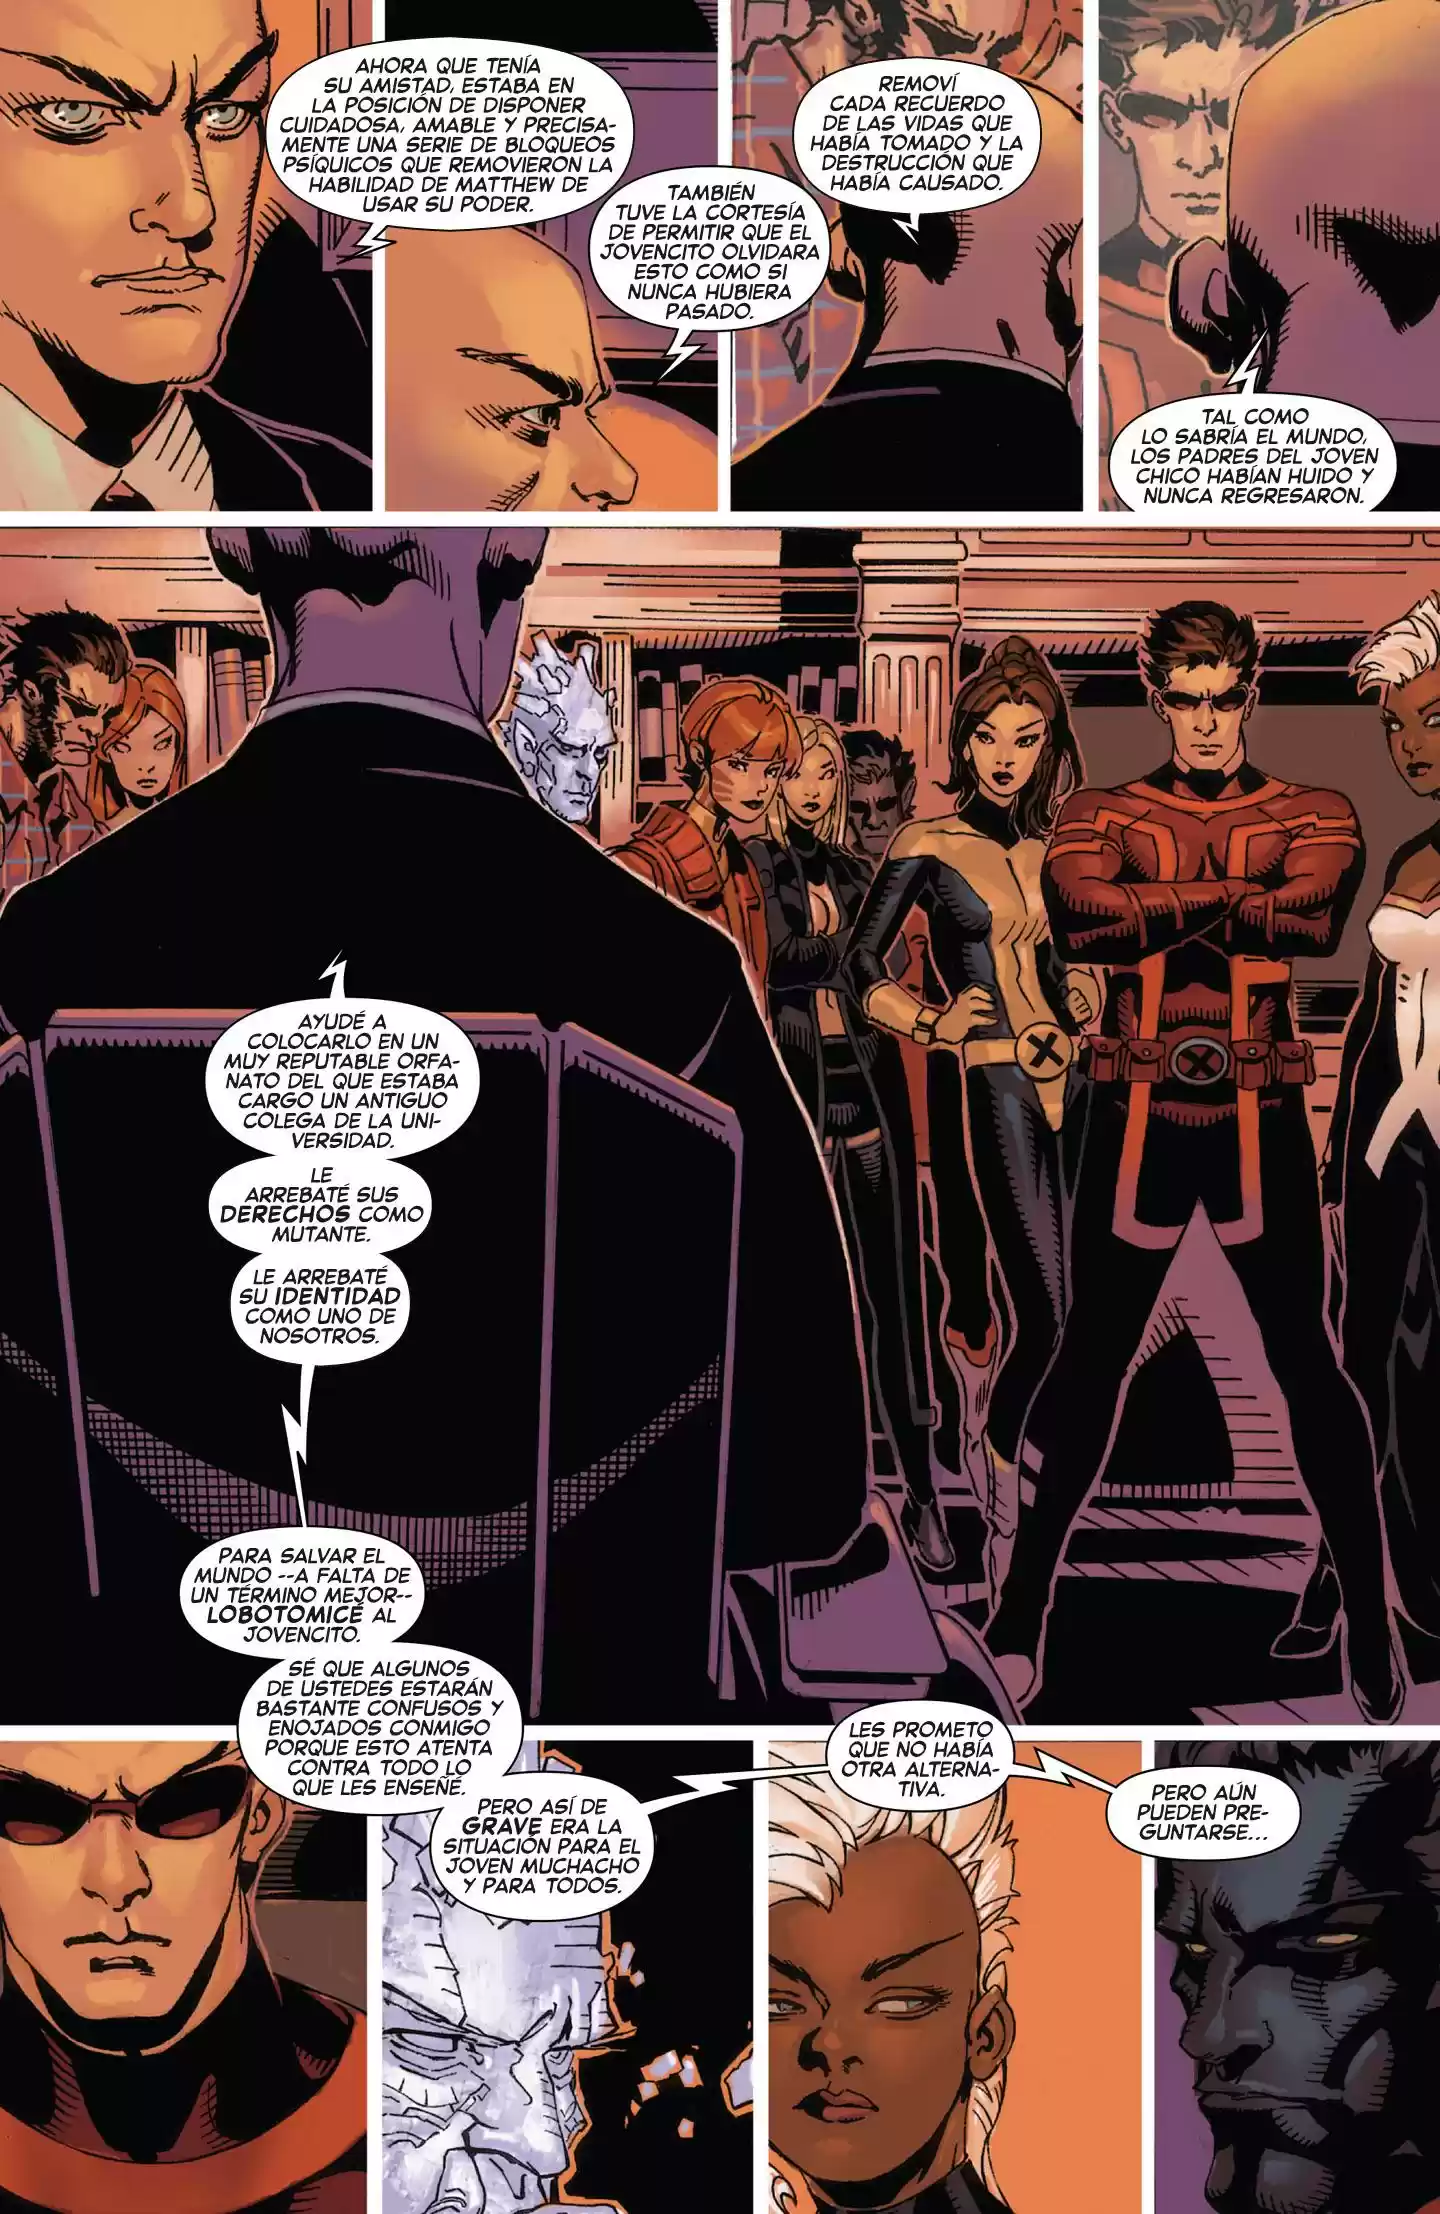 AHORA QUE TENÍA
SU AMISTAD, ESTABA EN
LA POSICIÓN DE DISPONER
CUIDADOSA, AMABLE Y PRECISA-
MENTE UNA SERIE DE BLOQUEOS
PSÍQUICOS QUE REMOVIERON LA
HABILIDAD DE MATTHEW DE
USAR SU PODER.
TAMBIÉN
TUVE LA CORTESÍA
DE PERMITIR QUE EL
JOVENCITO OLVIDARA
ESTO COMO SI
NUNCA HUBIERA
PASADO.
REMOVÍ
CADA RECUERDO
DE LAS VIDAS QUE
HABÍA TOMADO Y LA
DESTRUCCIÓN QUE
HABÍA CAUSADO.
TAL COMO
LO SABRÍA EL MUNDO,
LOS PADRES DEL JOVEN
CHICO HABÍAN HUIDO Y
NUNCA REGRESARON.
AYUDÉ A
COLOCARLO EN UN
MUY REPUTABLE ORFA-
NATO DEL QUE ESTABA
CARGO UN ANTIGUO
COLEGA DE LA UNI-
VERSIDAD.
LE
ARREBATÉ SUS
DERECHOS COMO
MUTANTE.
LE ARREBATÉ
SU IDENTIDAD
COMO UNO DE
NOSOTROS.
PARA SALVAR EL
MUNDO --A FALTA DE
UN TÉRMINO MEJOR--
LOBOTOMICÉ AL
JOVENCITO.
SÉ QUE ALGUNOS
DE USTEDES ESTARÁN
BASTANTE CONFUSOS Y
ENOJADOS CONMIGO
PORQUE ESTO ATENTA
CONTRA TODO LO
QUE LES ENSEÑÉ.
PERO ASÍ DE
GRAVE ERA LA
SITUACIÓN PARA EL
JOVEN MUCHACHO
Y PARA TODOS.
LES PROMETO
QUE NO HABÍA
OTRA ALTERNA-
TIVA.
PERO AÚN
PUEDEN PRE-
GUNTARSE...